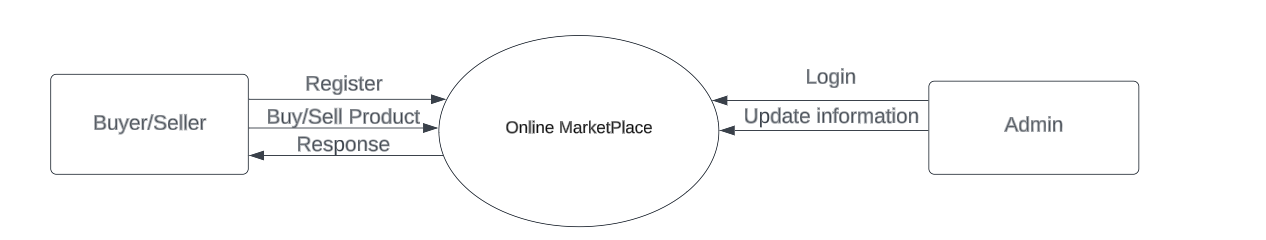 Register
Login
Buy/Sell Product
Update information
Buyer/Seller
Online MarketPlace
Admin
Response